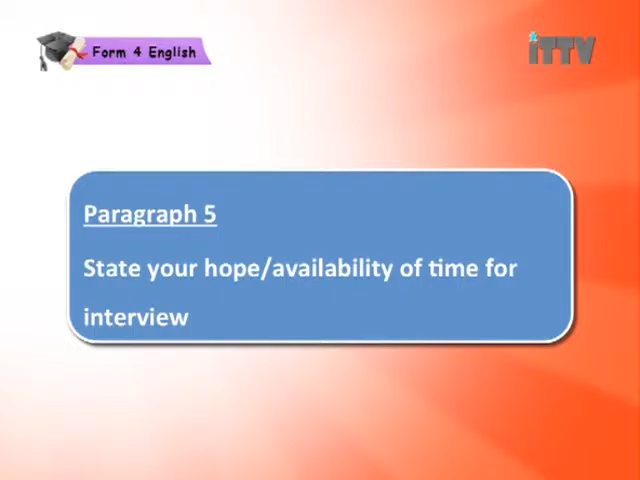 Form 4 English
iTTV
Paragraph 5
State your hope/availability of time for
interview